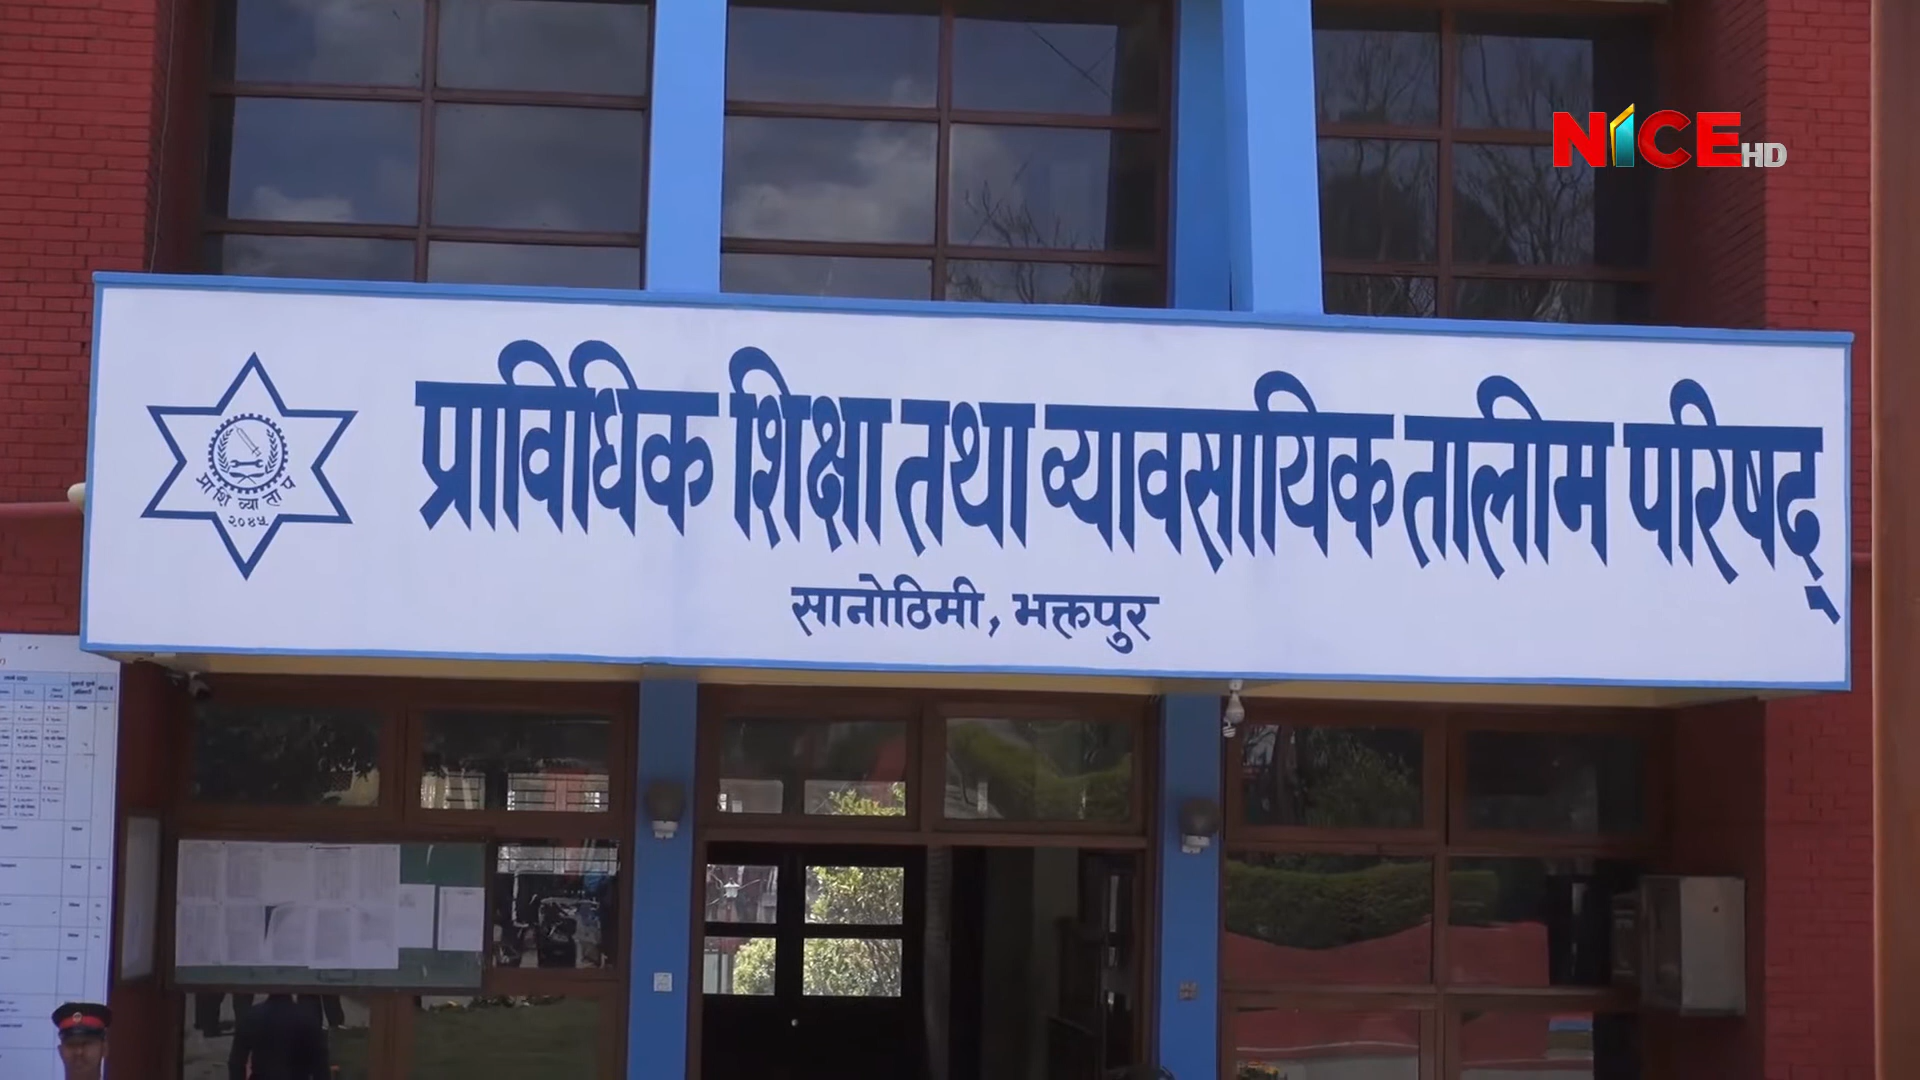 NICE HD
प्राविधिक शिक्षा तथा व्यावसायिक तालीम परिषद्
सानोठिमी, भक्तपुर
प्रा शि व्या ता प
२०४५